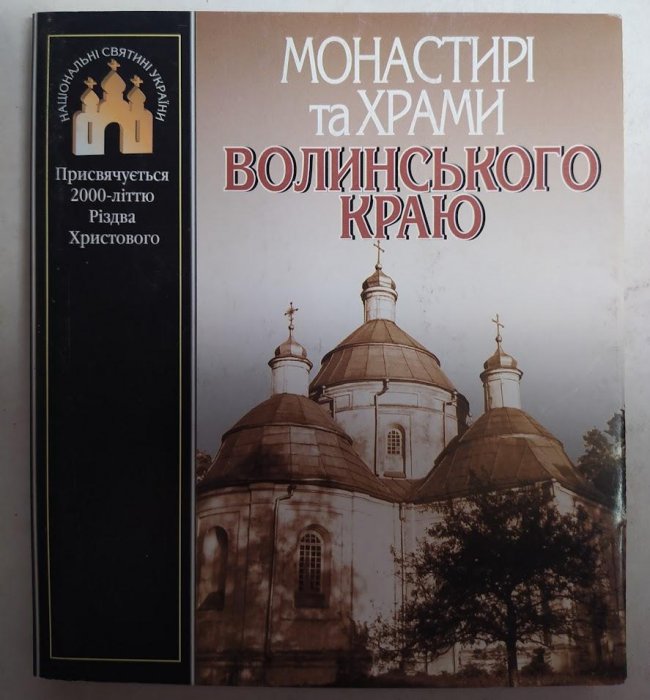 НАЦІОНАЛЬНІ СВЯТИНІ УКРАЇНИ
Присвячується
2000-літтю
Різдва
Христового
МОНАСТИРІ
та ХРАМИ
ВОЛИНСЬКОГО
КРАЮ